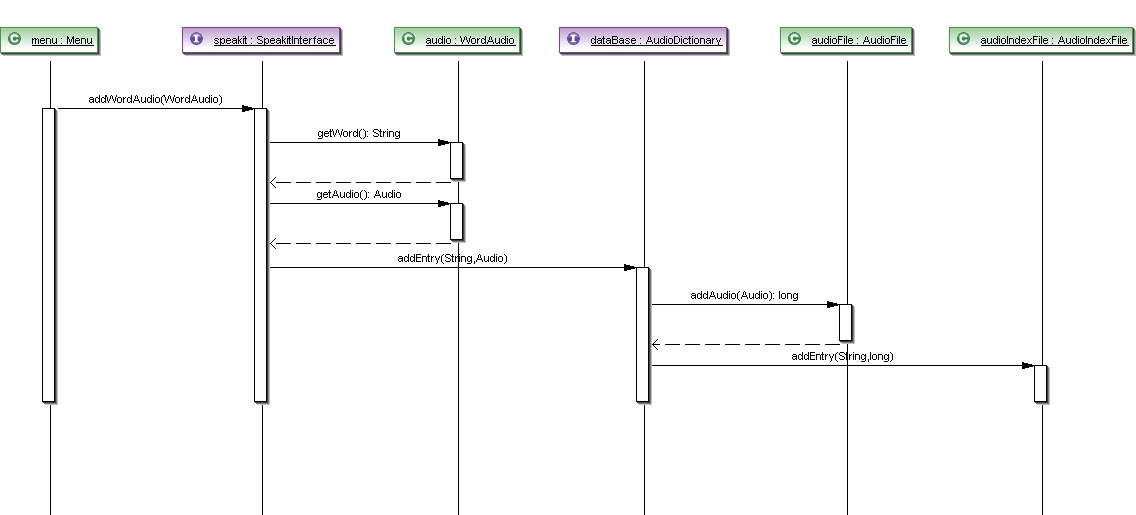 C menu : Menu
I speakit : SpeakitInterface
C audio : WordAudio
I dataBase : AudioDictionary
C audioFile : AudioFile
C audioIndexFile : AudioIndexFile
addWordAudio(WordAudio)
getWord(): String
getAudio(): Audio
addEntry(String,Audio)
addAudio(Audio): long
addEntry(String,long)